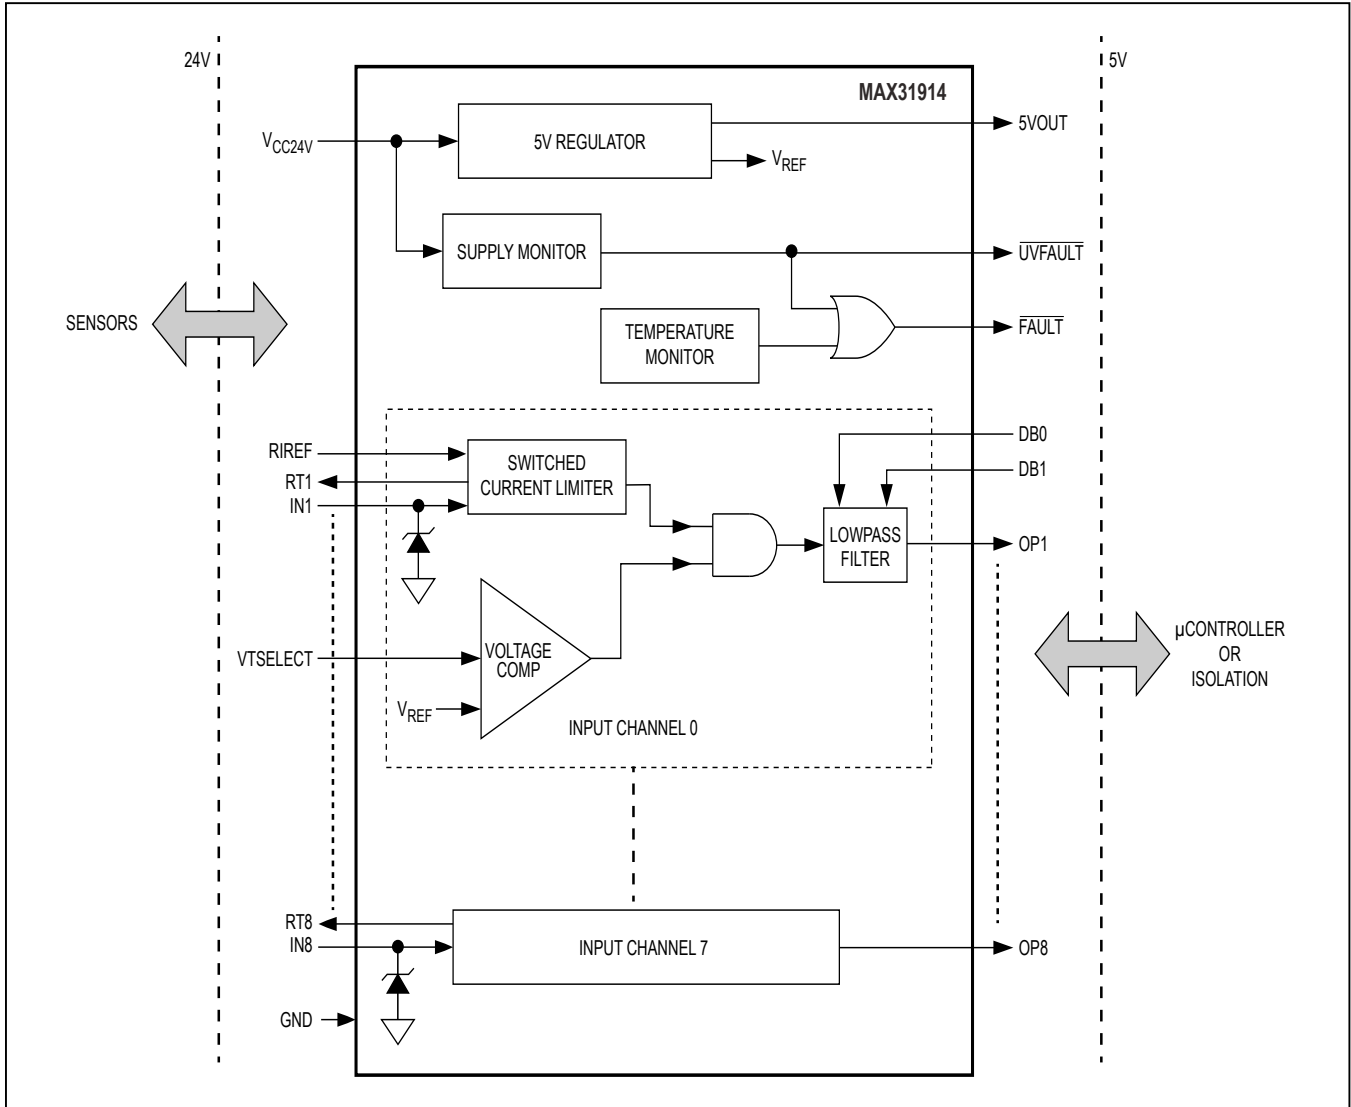 24V
5V
MAX31914
VCC24V
5V REGULATOR
5VOUT
VREF
SUPPLY MONITOR
UVFAULT
SENSORS
TEMPERATURE
MONITOR
FAULT
RIREF
RT1
IN1
SWITCHED
CURRENT LIMITER
DB0
DB1
LOWPASS
FILTER
OP1
VTSELECT
VOLTAGE
COMP
VREF
INPUT CHANNEL 0
µCONTROLLER
OR
ISOLATION
RT8
IN8
INPUT CHANNEL 7
OP8
GND